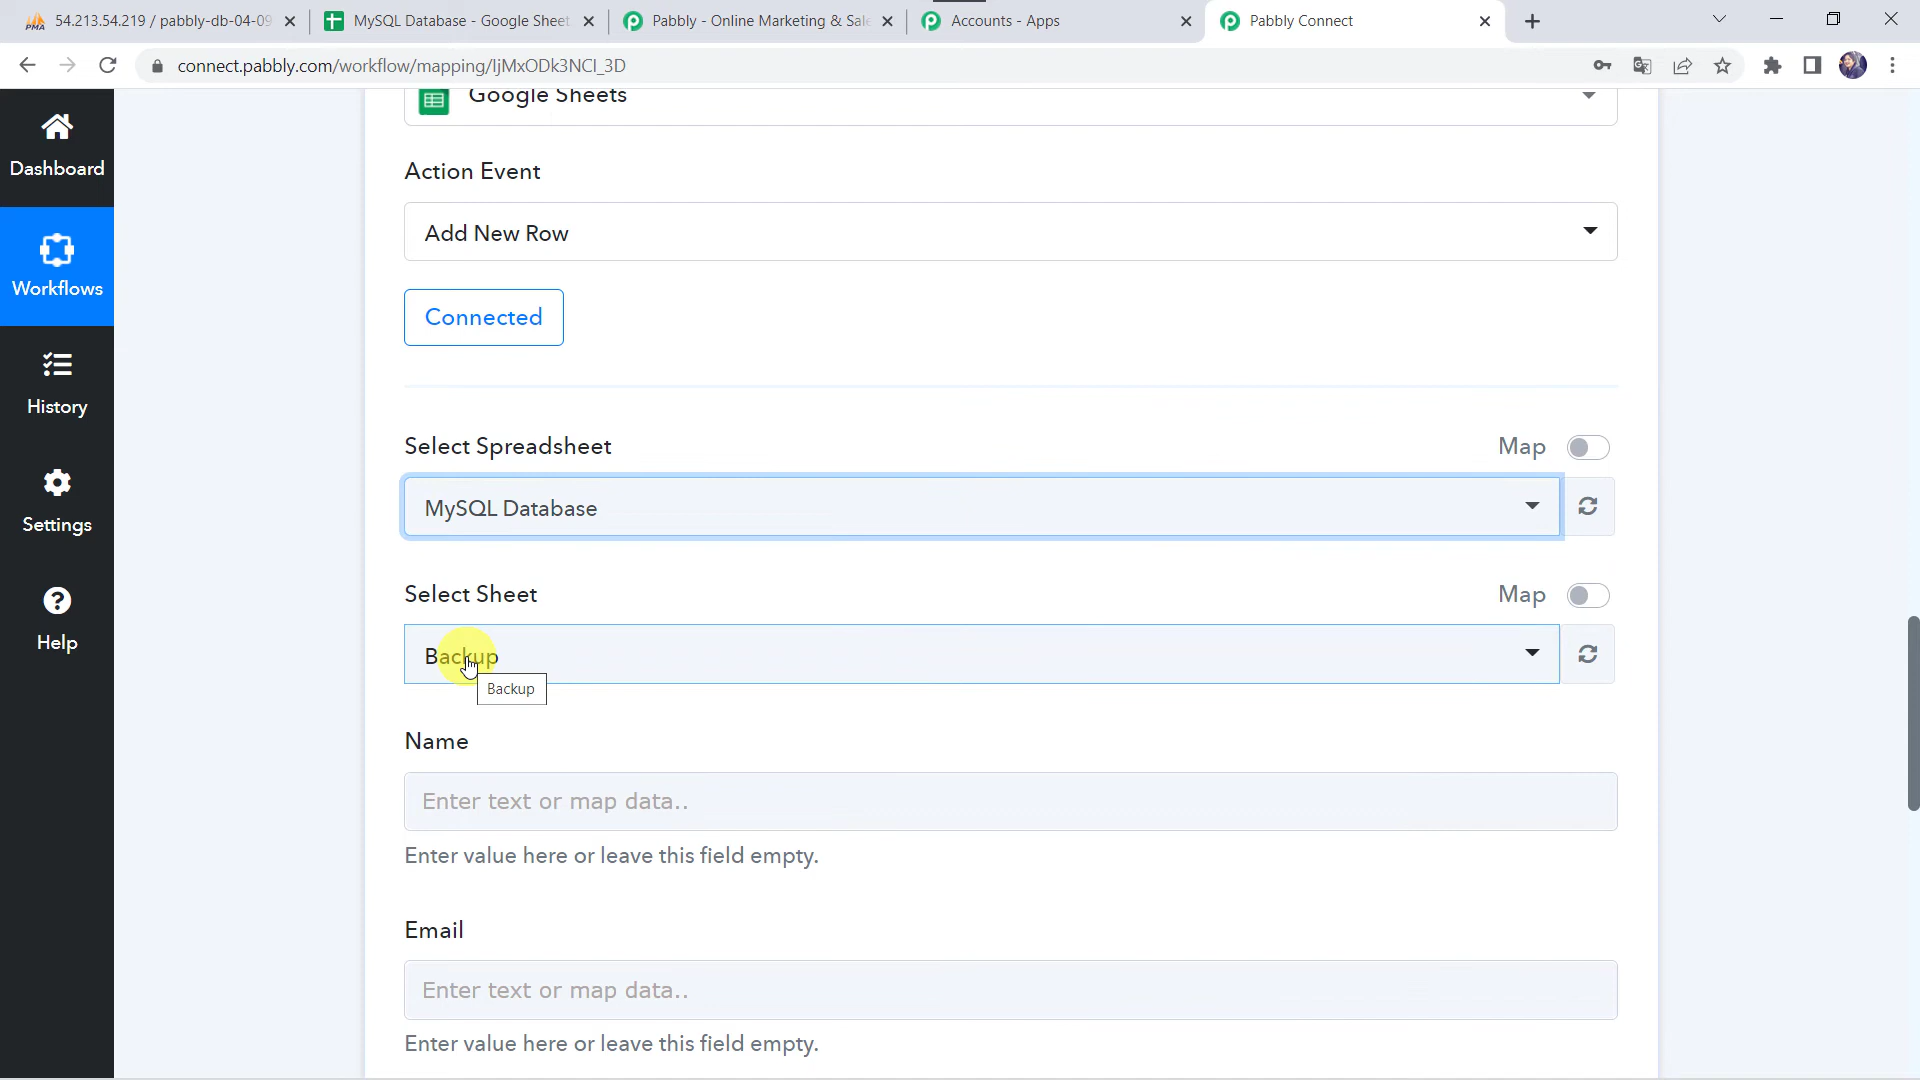 54.213.54.219 / pabbly-db-04-09
MySQL Database - Google Sheet
Pabbly - Online Marketing & Sale
Accounts - Apps
Pabbly Connect
connect.pabbly.com/workflow/mapping/IjMxODk3NCI_3D
Google Sheets
Dashboard
Action Event
Add New Row
Workflows
Connected
History
Select Spreadsheet
Map
MySQL Database
Settings
Select Sheet
Map
Backup
Backup
Help
Name
Enter text or map data..
Enter value here or leave this field empty.
Email
Enter text or map data..
Enter value here or leave this field empty.